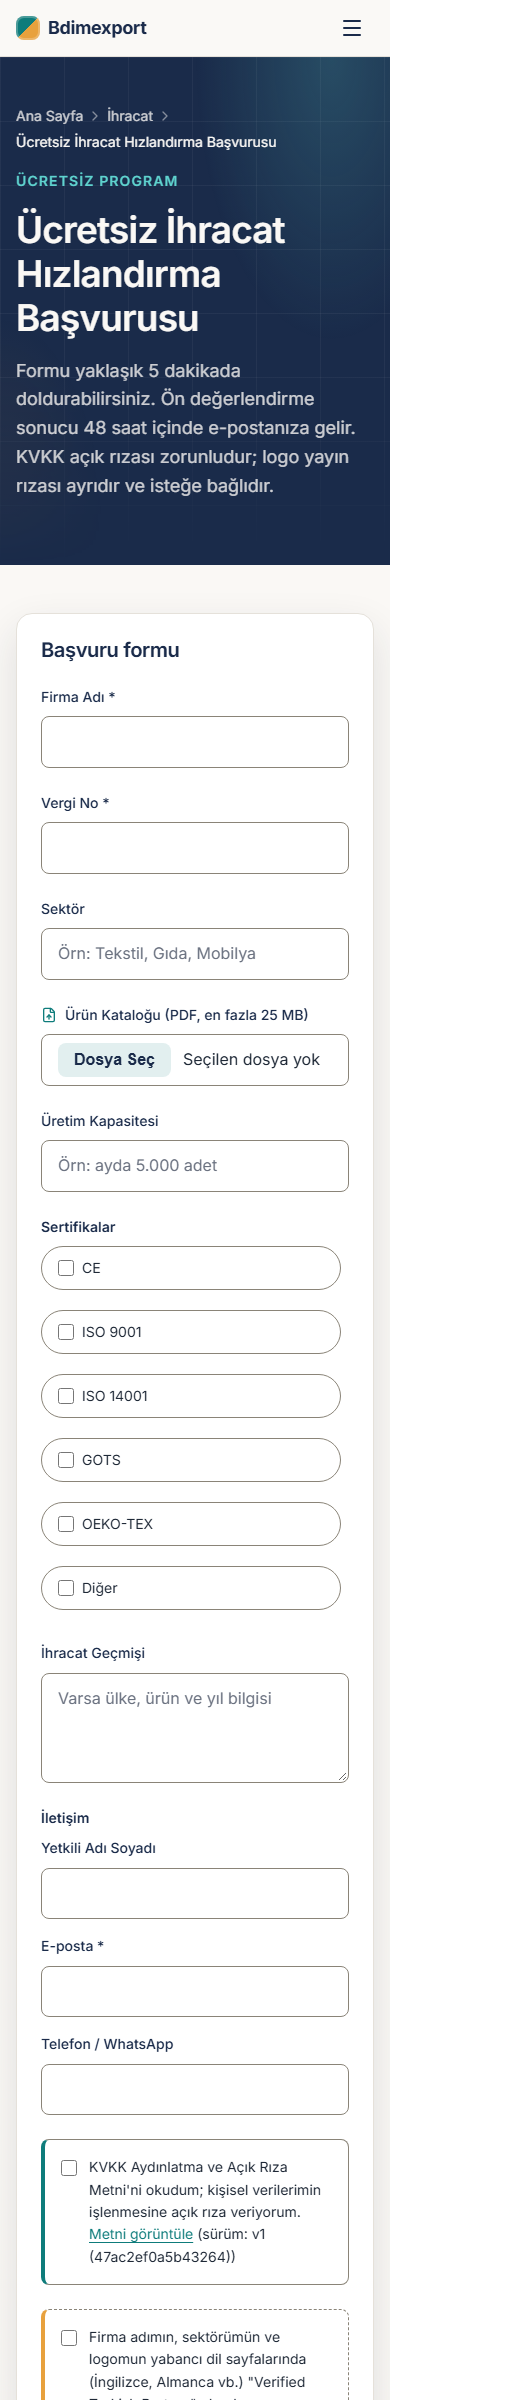 Bdimexport
Ana Sayfa > İhracat >
Ücretsiz İhracat Hızlandırma Başvurusu
ÜCRETSİZ PROGRAM
Ücretsiz İhracat
Hızlandırma
Başvurusu
Formu yaklaşık 5 dakikada
doldurabilirsiniz. Ön değerlendirme
sonucu 48 saat içinde e-postanıza gelir.
KVKK açık rızası zorunludur; logo yayın
rızası ayrıdır ve isteğe bağlıdır.
Başvuru formu
Firma Adı *
Vergi No *
Sektör
Örn: Tekstil, Gıda, Mobilya
Ürün Kataloğu (PDF, en fazla 25 MB)
Dosya Seç Seçilen dosya yok
Üretim Kapasitesi
Örn: ayda 5.000 adet
Sertifikalar
CE
ISO 9001
ISO 14001
GOTS
OEKO-TEX
Diğer
İhracat Geçmişi
Varsa ülke, ürün ve yıl bilgisi
İletişim
Yetkili Adı Soyadı
E-posta *
Telefon / WhatsApp
KVKK Aydınlatma ve Açık Rıza
Metni'ni okudum; kişisel verilerimin
işlenmesine açık rıza veriyorum.
Metni görüntüle (sürüm: v1
(47ac2ef0a5b43264))
Firma adımın, sektörümün ve
logomun yabancı dil sayfalarında
(İngilizce, Almanca vb.) "Verified